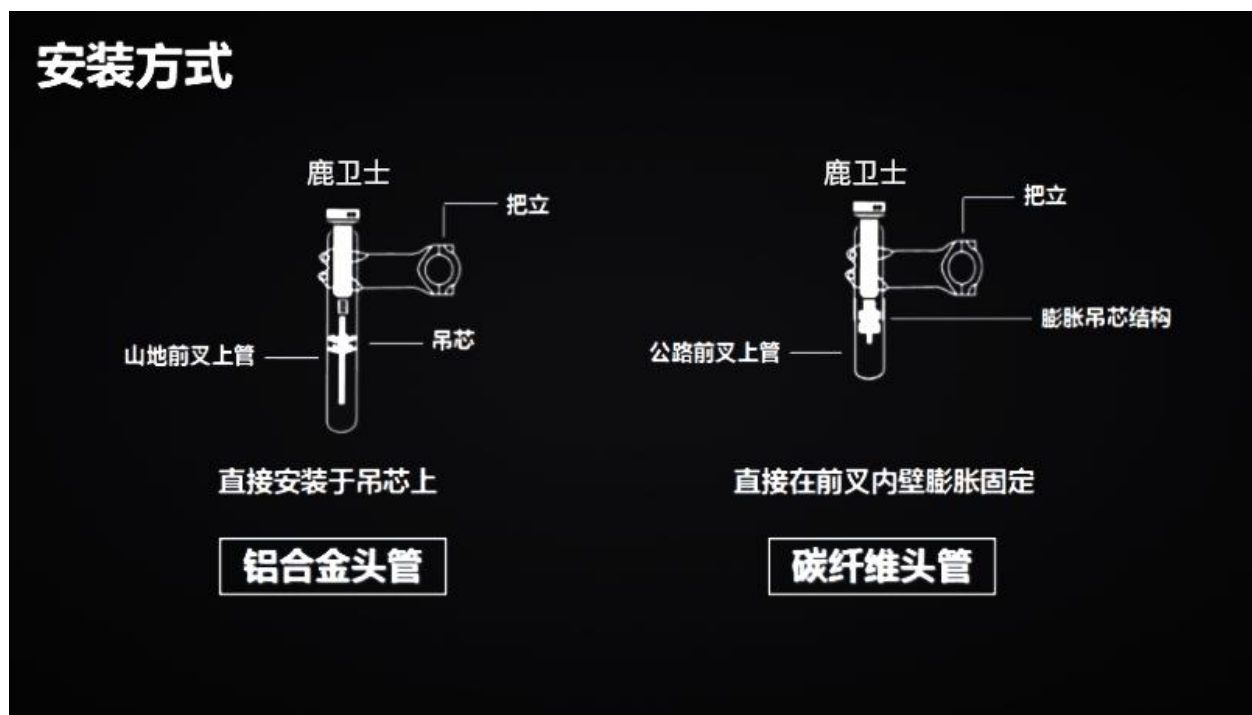 安装方式
鹿卫士
把立
山地前叉上管
吊芯
直接安装于吊芯上
铝合金头管
鹿卫士
把立
膨胀吊芯结构
公路前叉上管
直接在前叉内壁膨胀固定
碳纤维头管